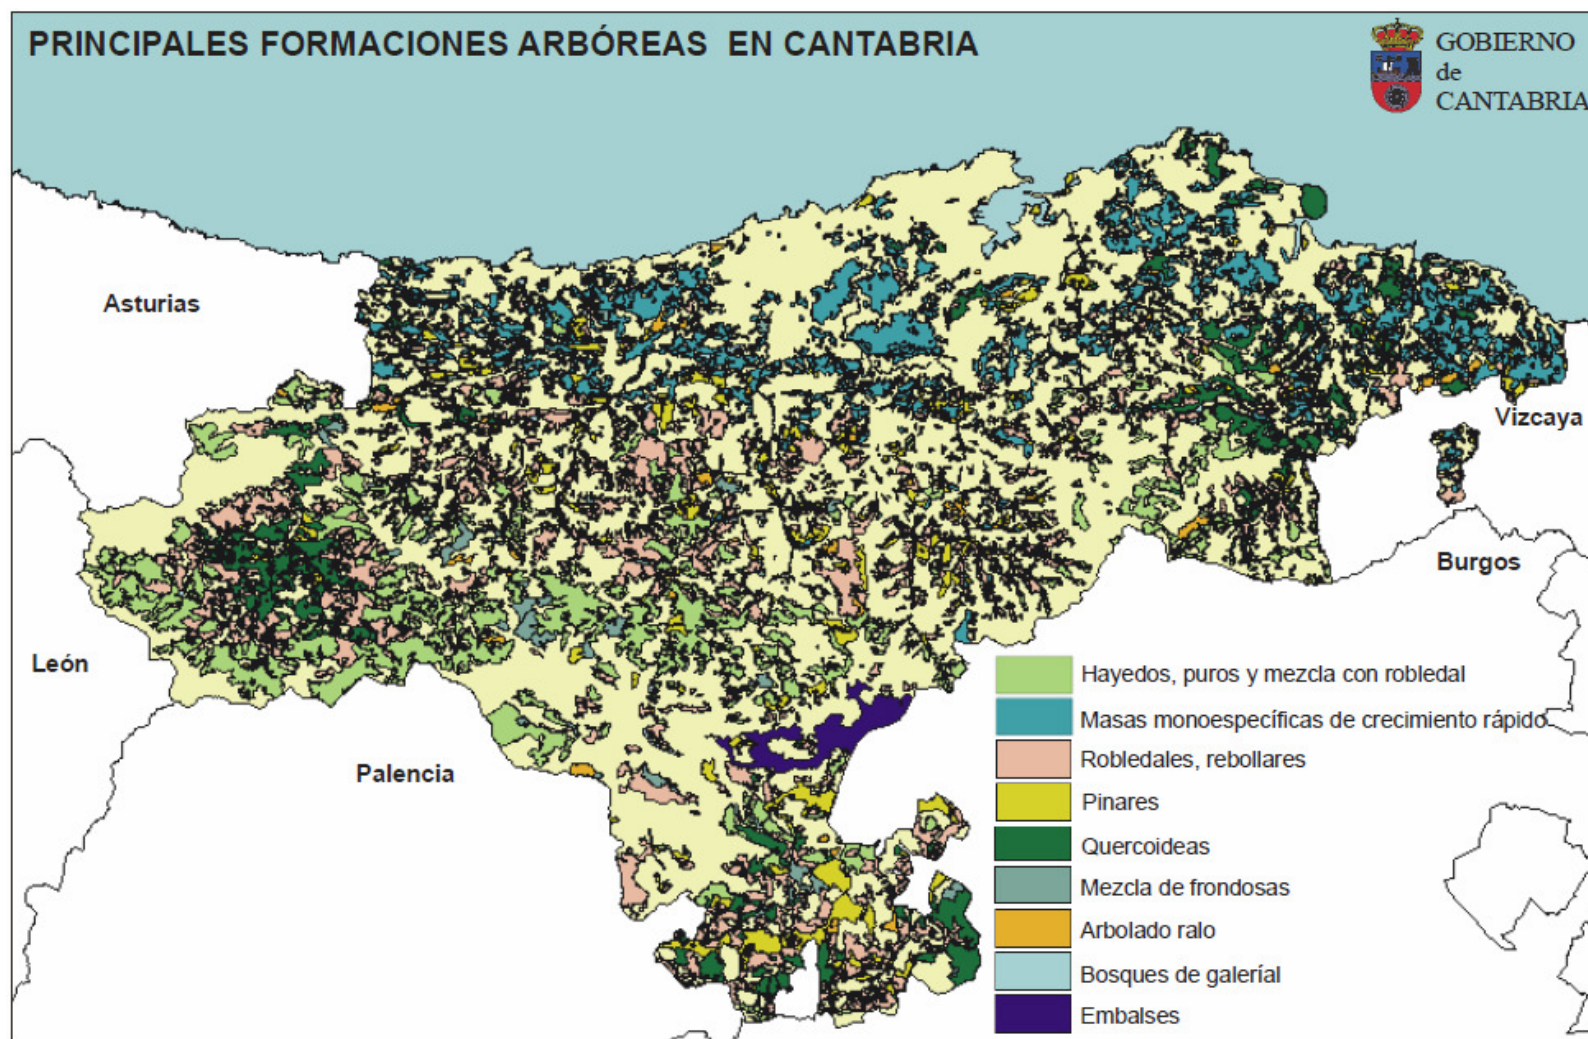 PRINCIPALES FORMACIONES ARBÓREAS EN CANTABRIA
GOBIERNO
de
CANTABRIA
Asturias
Vizcaya
Burgos
León
Palencia
Hayedos, puros y mezcla con robledal
Masas monoespecíficas de crecimiento rápido
Robledales, rebollares
Pinares
Quercoideas
Mezcla de frondosas
Arbolado ralo
Bosques de galeríal
Embalses